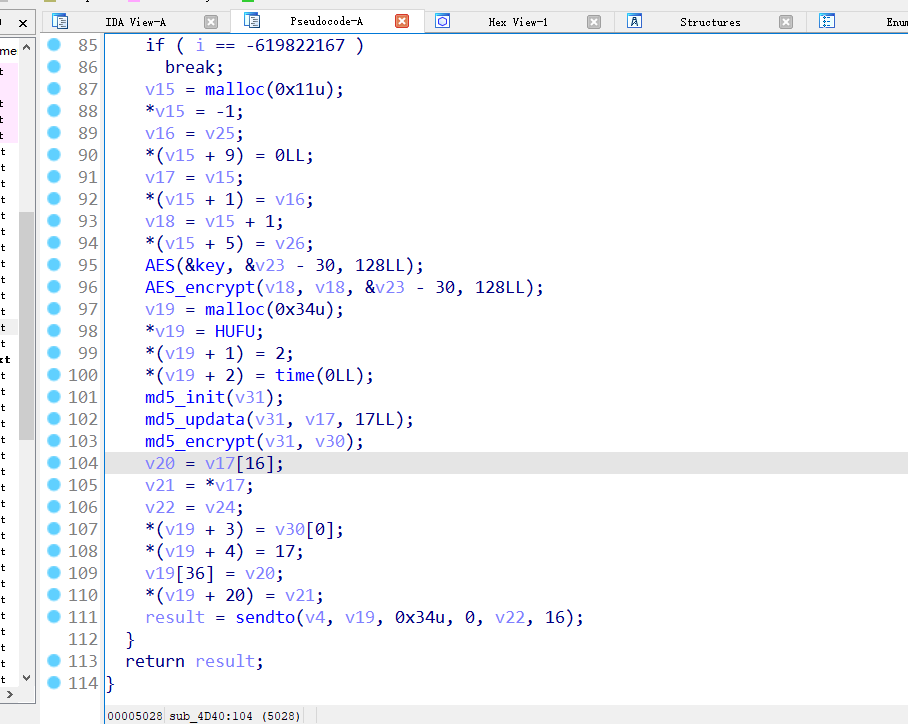 IDA View-A
Pseudocode-A
Hex View-1
Structures
Enum
me
85 if ( i == -619822167 )
86 break;
87 v15 = malloc(0x11u);
88 *v15 = -1;
89 v16 = v25;
90 *(v15 + 9) = 0LL;
91 v17 = v15;
92 *(v15 + 1) = v16;
93 v18 = v15 + 1;
94 *(v15 + 5) = v26;
95 AES(&key, &v23 - 30, 128LL);
96 AES_encrypt(v18, v18, &v23 - 30, 128LL);
97 v19 = malloc(0x34u);
98 *v19 = HUFU;
99 *(v19 + 1) = 2;
100 *(v19 + 2) = time(0LL);
101 md5_init(v31);
102 md5_updata(v31, v17, 17LL);
103 md5_encrypt(v31, v30);
104 v20 = v17[16];
105 v21 = *v17;
106 v22 = v24;
107 *(v19 + 3) = v30[0];
108 *(v19 + 4) = 17;
109 v19[36] = v20;
110 *(v19 + 20) = v21;
111 result = sendto(v4, v19, 0x34u, 0, v22, 16);
112 }
113 return result;
114 }
00005028 sub_4D40:104 (5028)